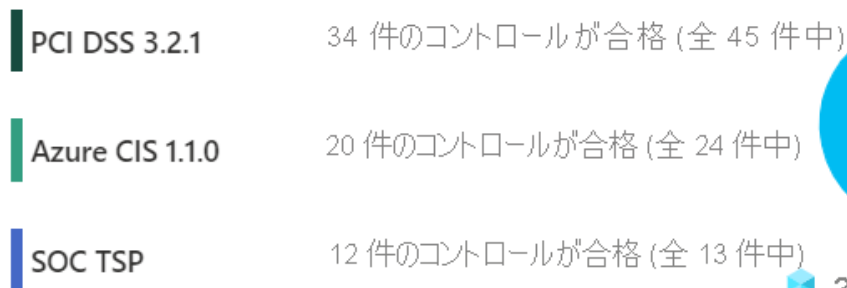 PCI DSS 3.2.1 34 件のコントロールが合格 (全 45 件中)
Azure CIS 1.1.0 20 件のコントロールが合格 (全 24 件中)
SOC TSP 12 件のコントロールが合格 (全 13 件中)